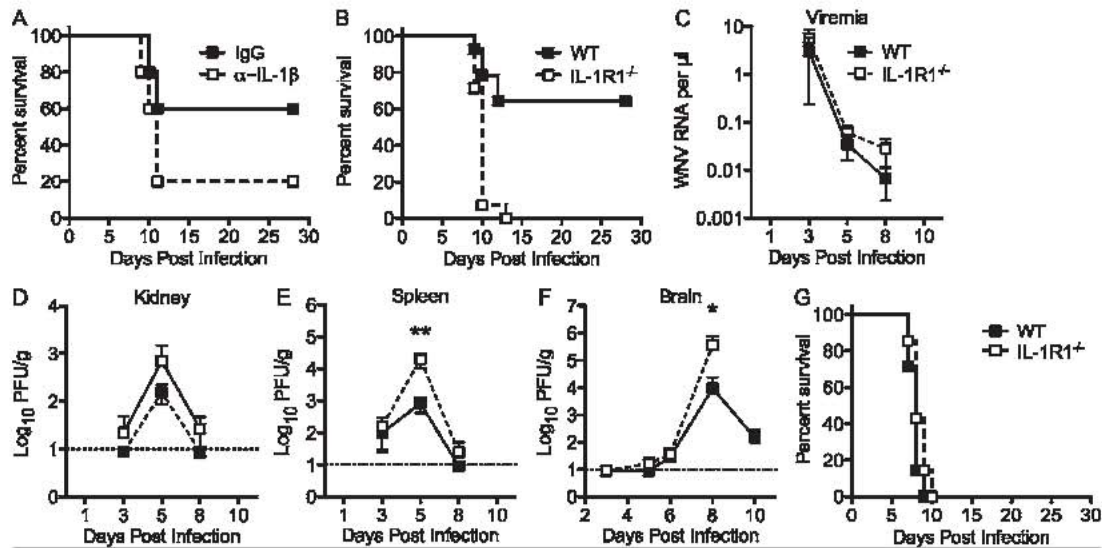 A
Percent survival
100
80
60
40
20
0
IgG
α-IL-1β
0 5 10 15 20 25 30
Days Post Infection
B
Percent survival
100
80
60
40
20
0
WT
IL-1R1-/-
0 5 10 15 20 25 30
Days Post Infection
C
Viremia
WNV RNA per µl
10
1
0.1
0.01
0.001
WT
IL-1R1-/-
1 3 5 8 10
Days Post Infection
D
Kidney
Log10 PFU/g
4
3
2
1
0
1 3 5 8 10
Days Post Infection
E
Spleen
Log10 PFU/g
6
5
4
3
2
1
0
**
1 3 5 8 10
Days Post Infection
F
Brain
Log10 PFU/g
7
6
5
4
3
2
1
0
*
2 4 6 8 10
Days Post Infection
G
Percent survival
100
80
60
40
20
0
WT
IL-1R1-/-
0 5 10 15 20 25 30
Days Post Infection